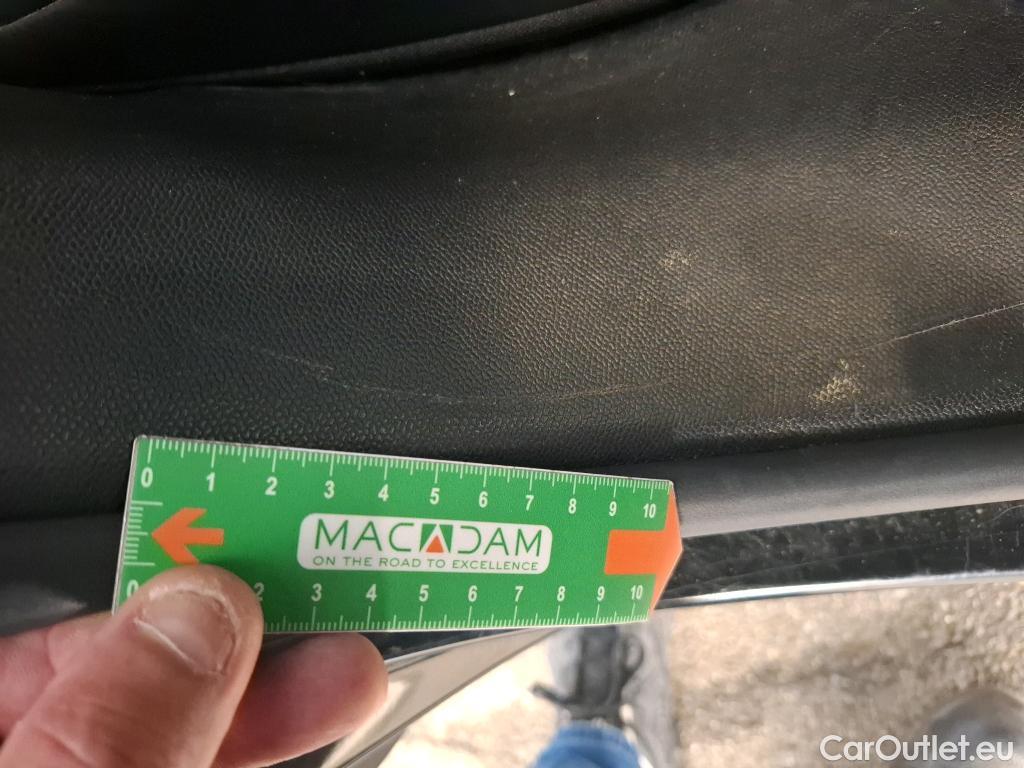 0 1 2 3 4 5 6 7 8 9 10
MACADAM
ON THE ROAD TO EXCELLENCE
0 2 3 4 5 6 7 8 9 10
CarOutlet.eu